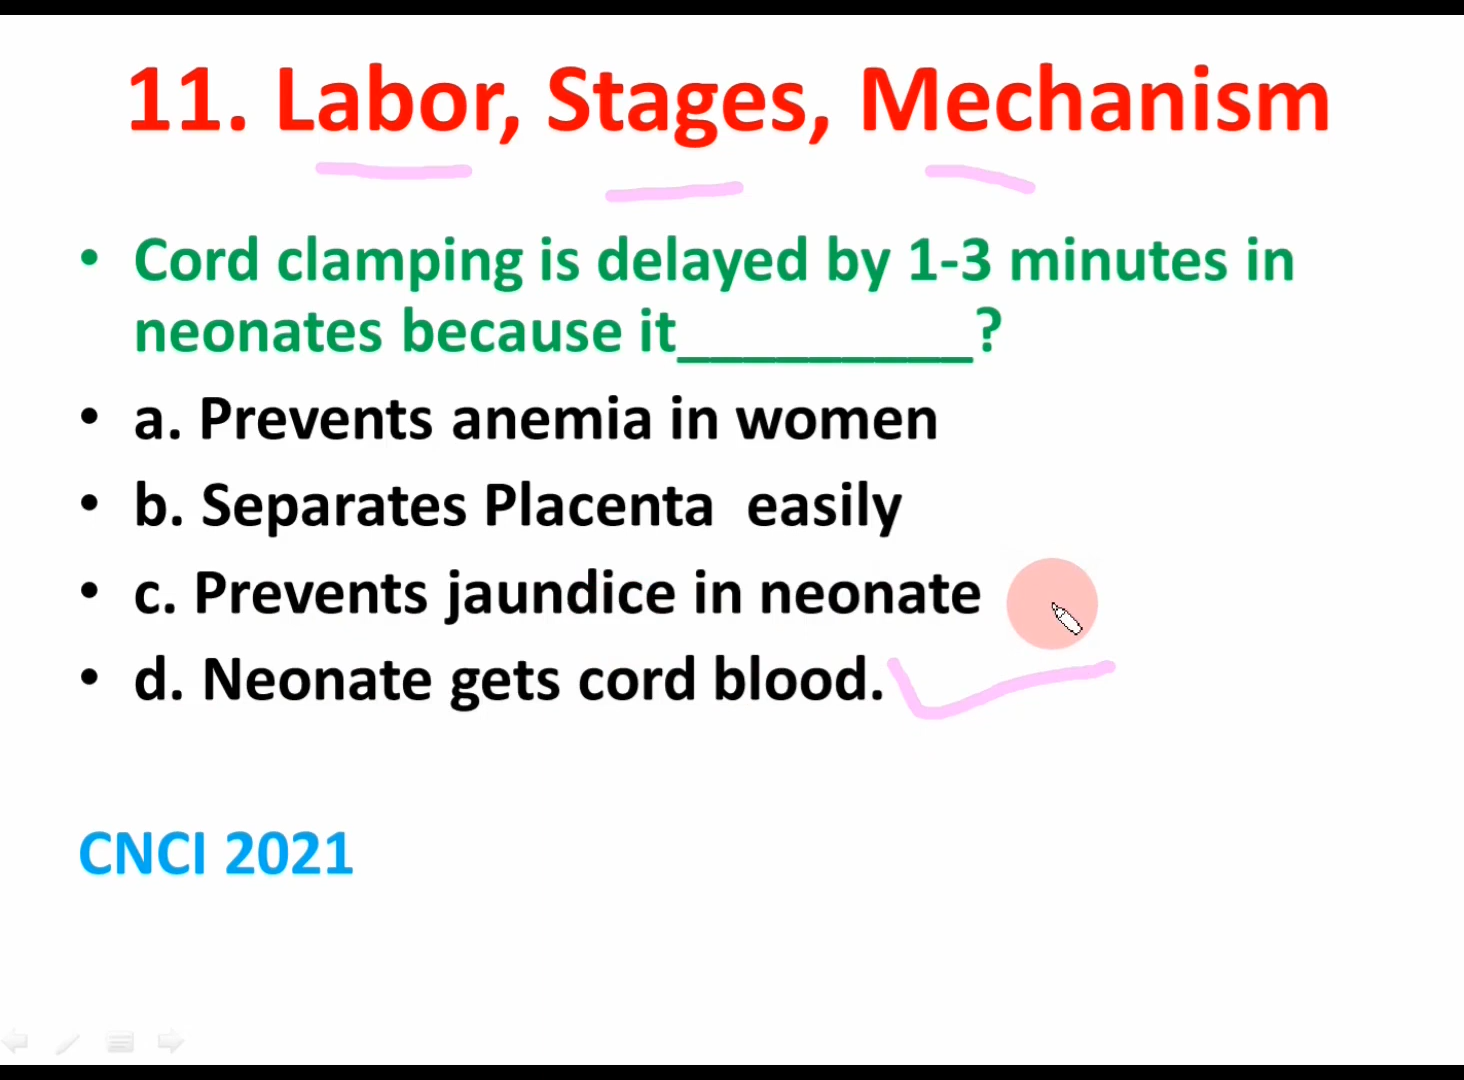 11. Labor, Stages, Mechanism
• Cord clamping is delayed by 1-3 minutes in
neonates because it_________?
• a. Prevents anemia in women
• b. Separates Placenta easily
• c. Prevents jaundice in neonate
• d. Neonate gets cord blood.
CNCI 2021